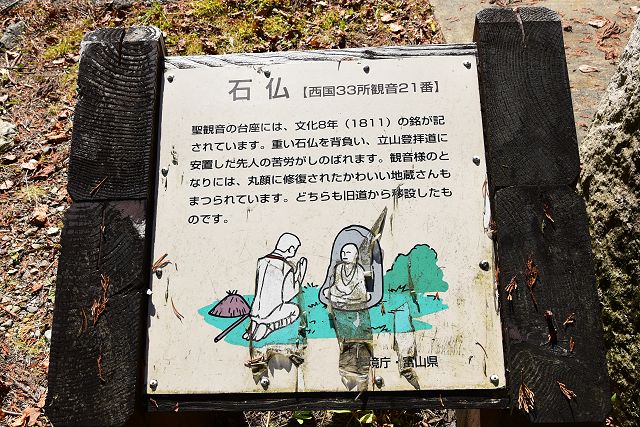 石仏【西国33所観音21番】
聖観音の台座には、文化8年（1811）の銘が記
されています。重い石仏を背負い、立山登拝道に
安置しだ先人の苦労がしのばれます。観音様のと
なりには、丸顔に修復されたかわいい地蔵さんも
まつられています。どちらも旧道から移設したも
のです。
境庁・富山県